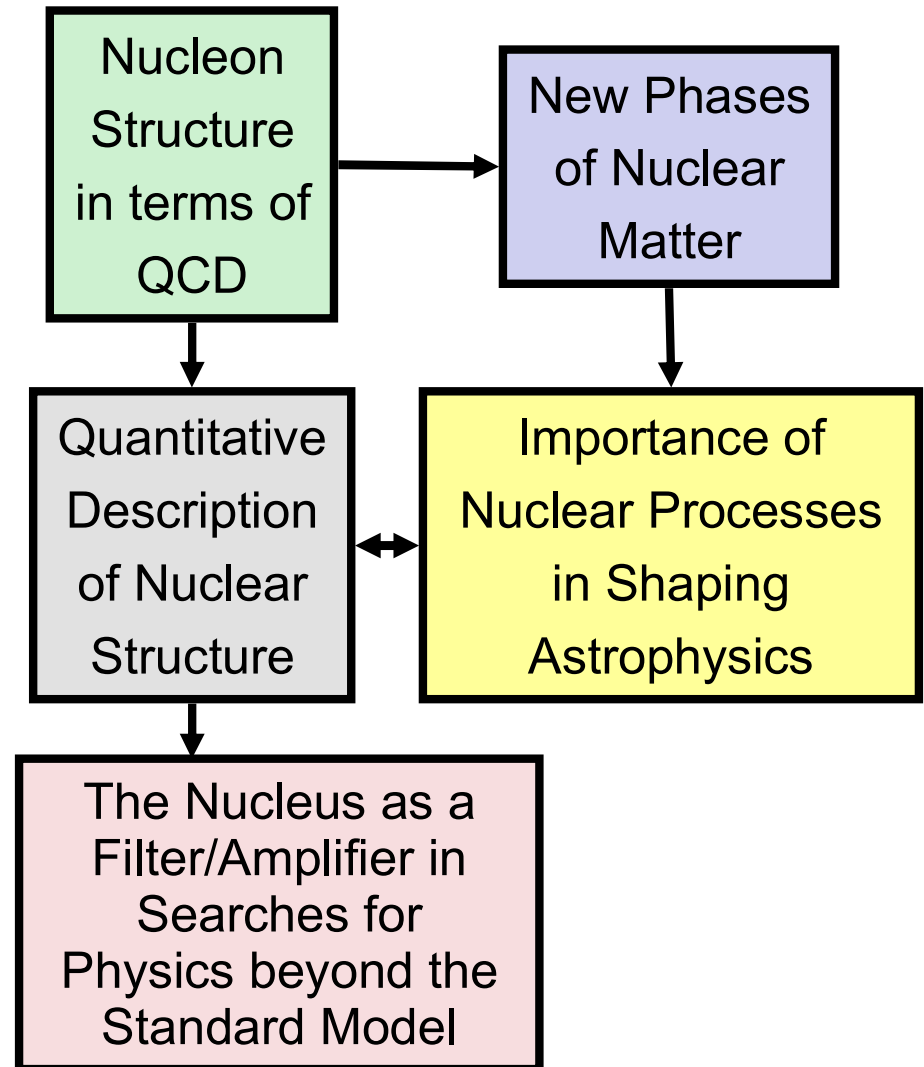 Nucleon
Structure
in terms of
QCD
New Phases
of Nuclear
Matter
Quantitative
Description
of Nuclear
Structure
Importance of
Nuclear Processes
in Shaping
Astrophysics
The Nucleus as a
Filter/Amplifier in
Searches for
Physics beyond the
Standard Model